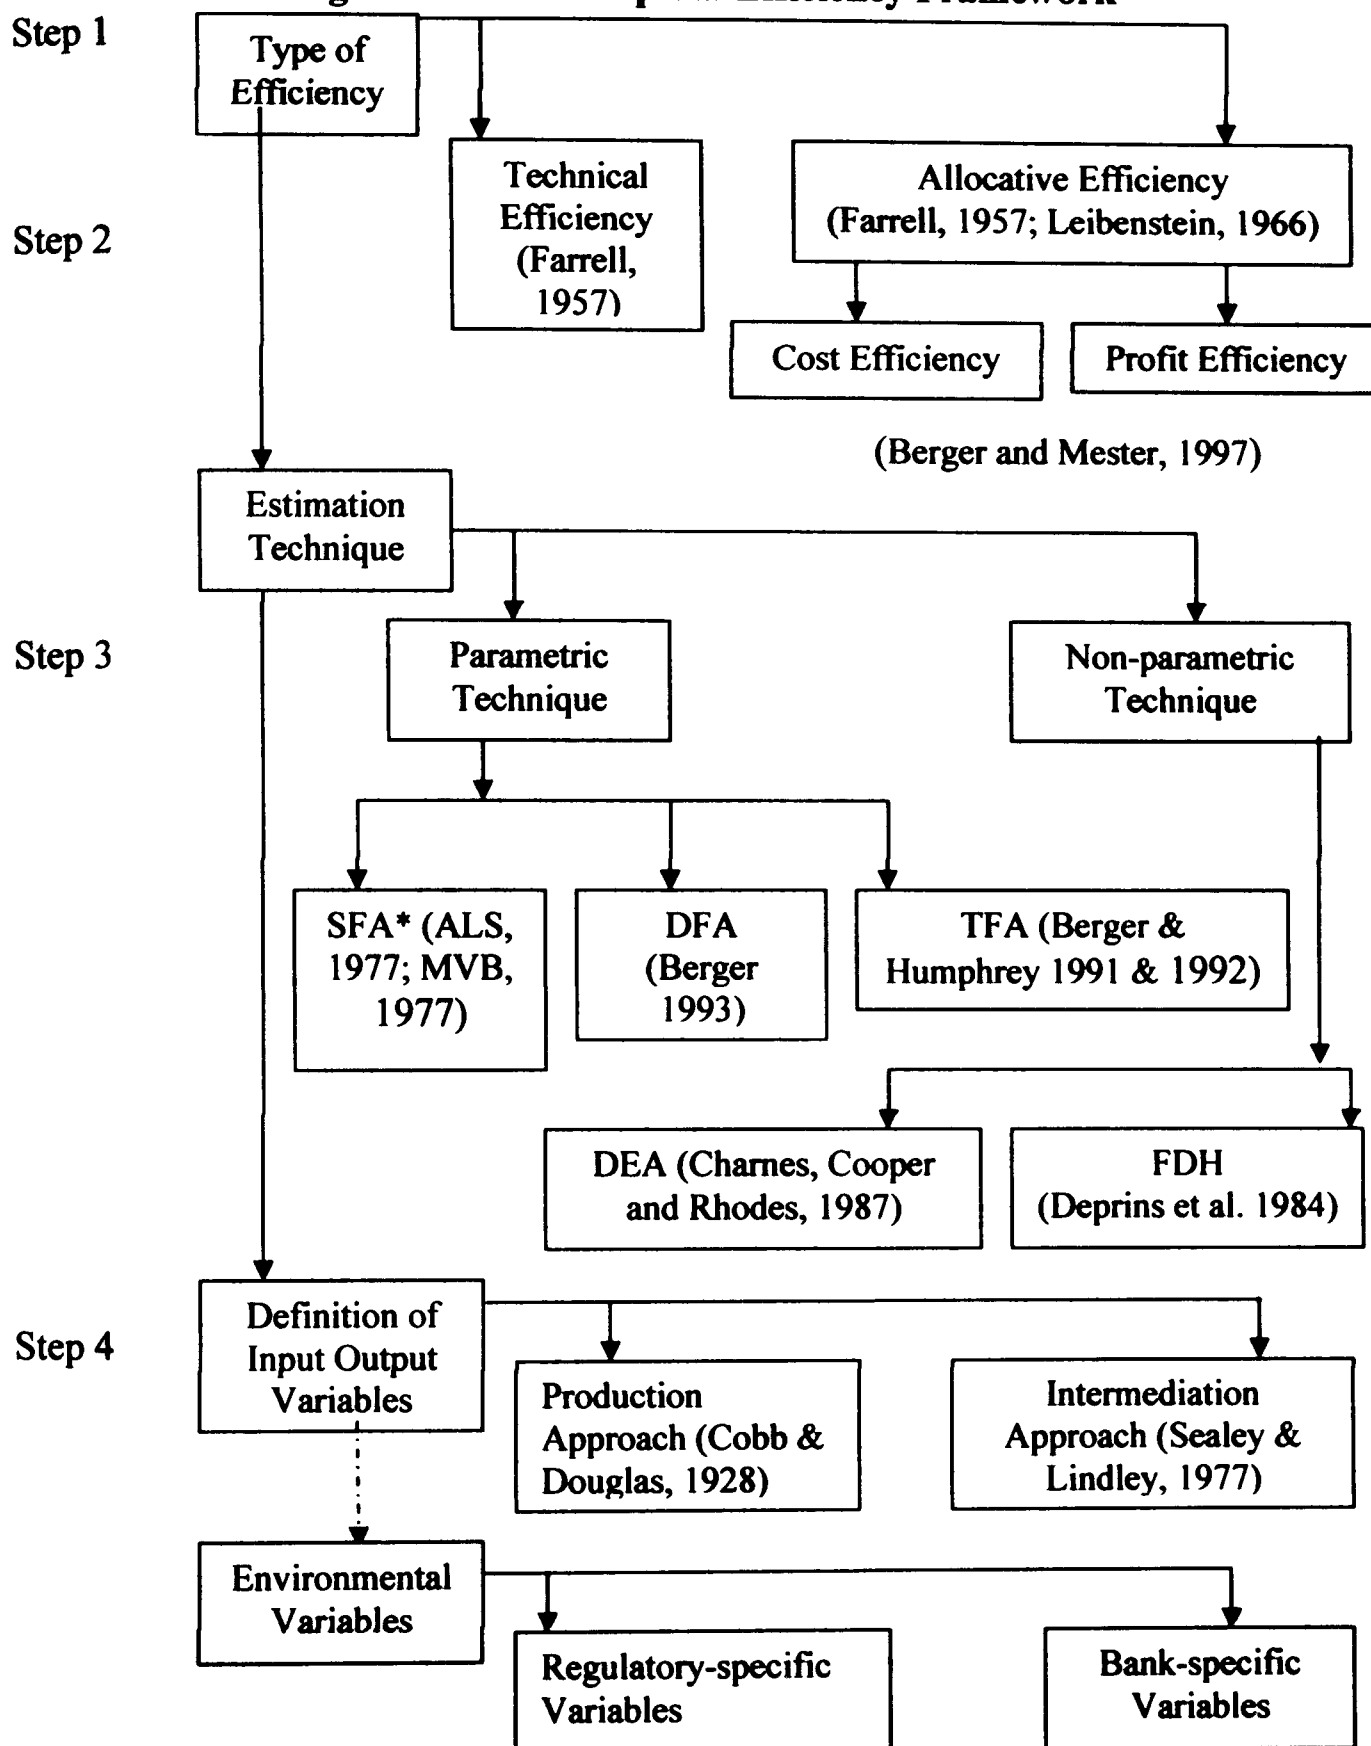 Efficiency Framework
Step 1
Type of
Efficiency
Technical
Efficiency
(Farrell,
1957)
Allocative Efficiency
(Farrell, 1957; Leibenstein, 1966)
Step 2
Cost Efficiency
Profit Efficiency
(Berger and Mester, 1997)
Estimation
Technique
Step 3
Parametric
Technique
Non-parametric
Technique
SFA* (ALS,
1977; MVB,
1977)
DFA
(Berger
1993)
TFA (Berger &
Humphrey 1991 & 1992)
DEA (Charnes, Cooper
and Rhodes, 1987)
FDH
(Deprins et al. 1984)
Step 4
Definition of
Input Output
Variables
Production
Approach (Cobb &
Douglas, 1928)
Intermediation
Approach (Sealey &
Lindley, 1977)
Environmental
Variables
Regulatory-specific
Variables
Bank-specific
Variables